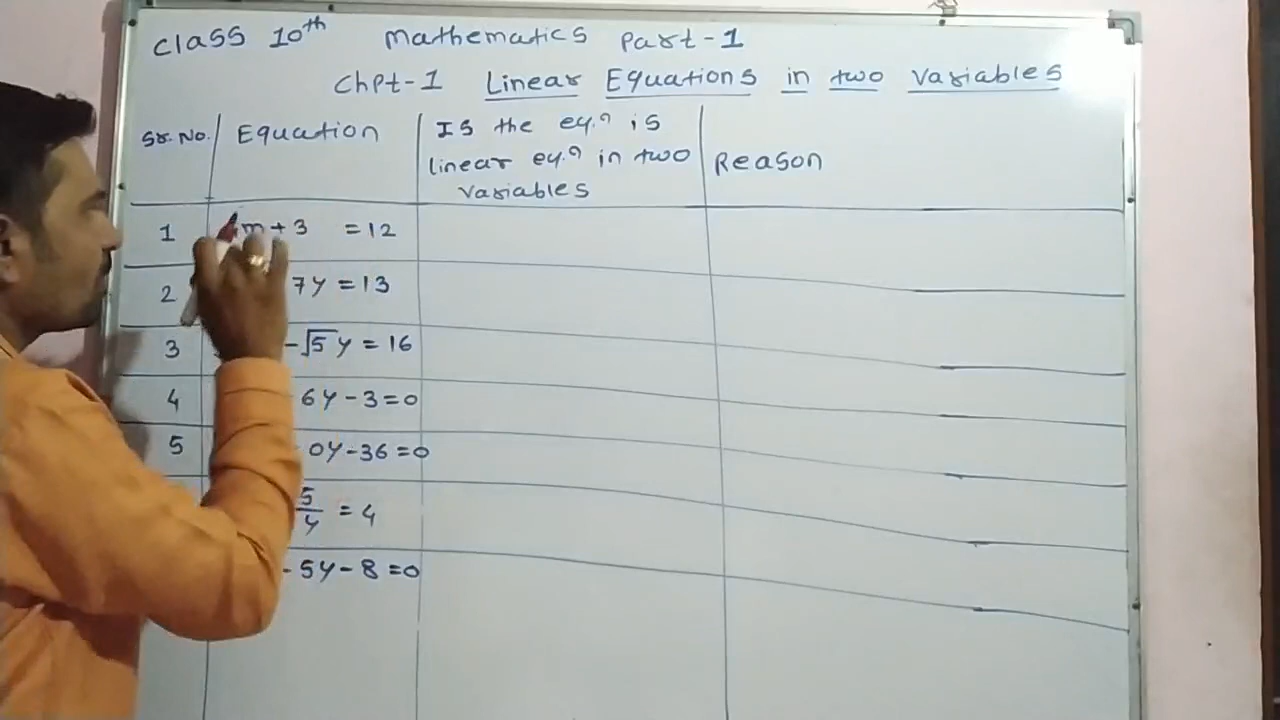 Class 10th Mathematics Part-1
Chpt-1 Linear Equations in two Variables
Sr. No. Equation Is the eqn is linear eqn in two variables Reason
1 m + 3 = 12
2 7y = 13
3 -√5 y = 16
4 6y - 3 = 0
5 0y - 36 = 0
5/y = 4
- 5y - 8 = 0